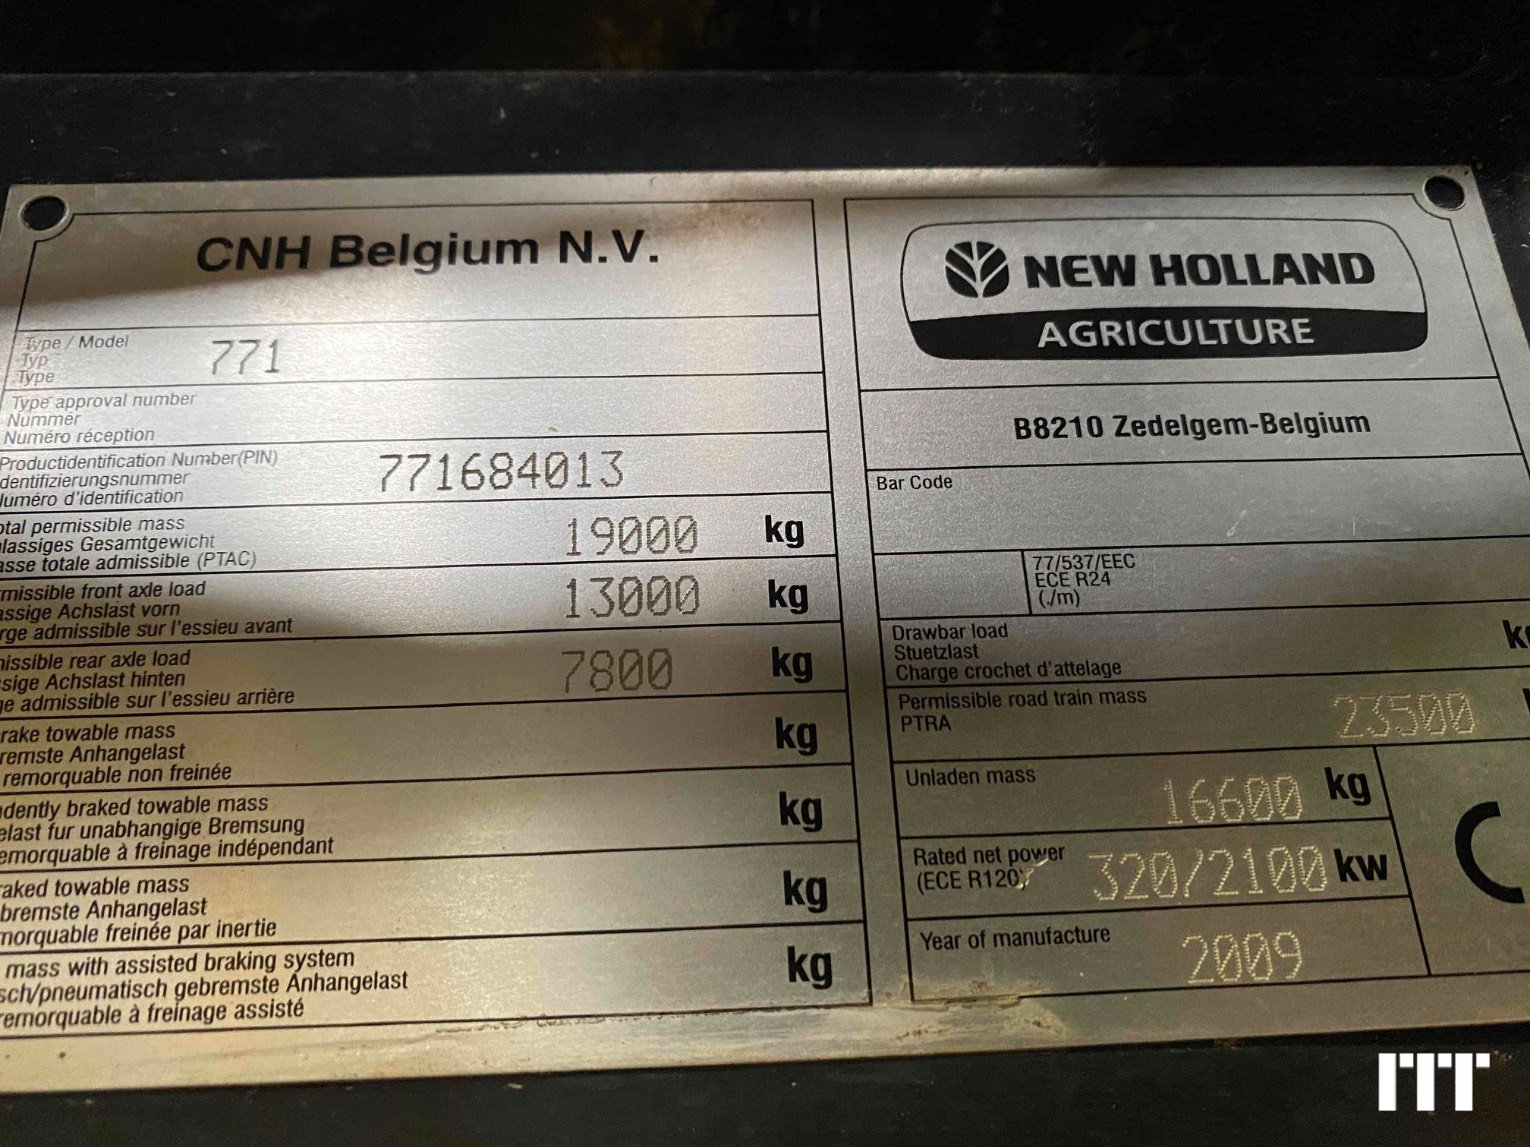 CNH Belgium N.V.
Type / Model 771
Typ
Type
Type approval number
Nummer
Numéro réception
Productidentification Number(PIN) 771684013
dentifizierungsnummer
Numéro d'identification
otal permissible mass 19000 kg
lassiges Gesamtgewicht
asse totale admissible (PTAC)
missible front axle load 13000 kg
assige Achslast vorn
rge admissible sur l'essieu avant
nissible rear axle load 7800 kg
ssige Achslast hinten
ge admissible sur l'essieu arrière
rake towable mass kg
remste Anhangelast
remorquable non freinée
ndently braked towable mass kg
elast fur unabhangige Bremsung
emorquable à freinage indépendant
raked towable mass kg
bremste Anhangelast
morquable freinée par inertie
mass with assisted braking system kg
sch/pneumatisch gebremste Anhangelast
remorquable à freinage assisté
NEW HOLLAND
AGRICULTURE
B8210 Zedelgem-Belgium
Bar Code
77/537/EEC
ECE R24
(./m)
Drawbar load kg
Stuetzlast
Charge crochet d'attelage
Permissible road train mass 23500
PTRA
Unladen mass 16600 kg
Rated net power 320/2100 kw
(ECE R120)
Year of manufacture 2009
C